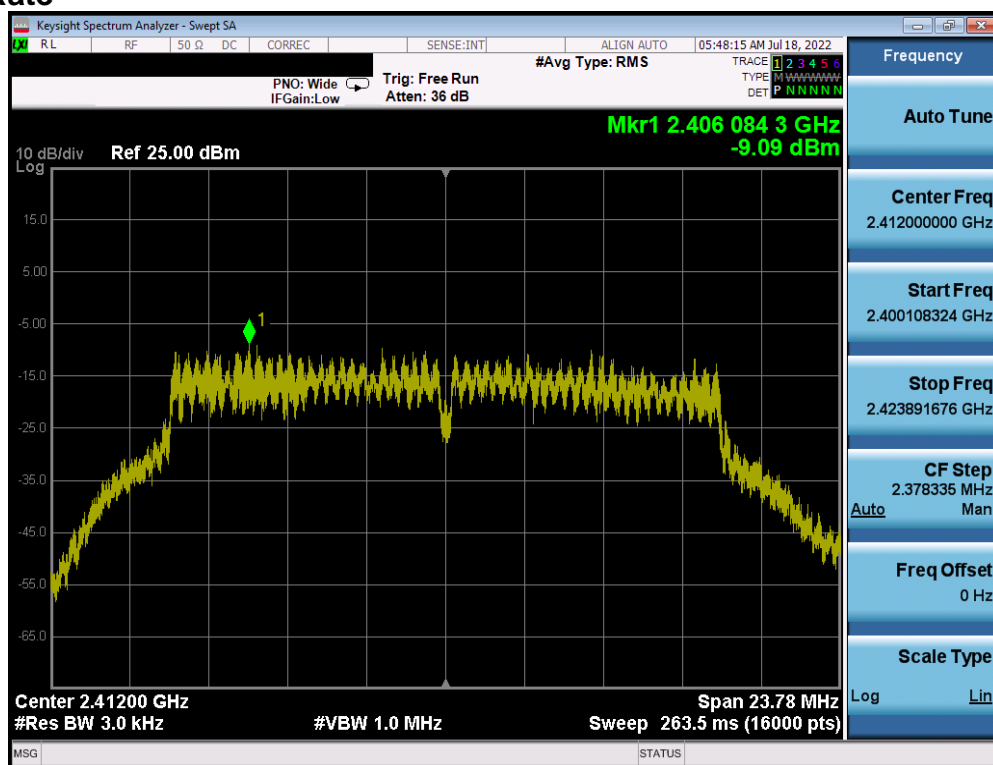 Keysight Spectrum Analyzer - Swept SA
LXI RL RF 50 Ω DC CORREC SENSE:INT ALIGN AUTO 05:48:15 AM Jul 18, 2022
#Avg Type: RMS TRACE 1 2 3 4 5 6
PNO: Wide Trig: Free Run TYPE M WWWWW
IFGain:Low Atten: 36 dB DET P N N N N N
Mkr1 2.406 084 3 GHz
-9.09 dBm
10 dB/div Ref 25.00 dBm
Log
15.0
5.00
1
-5.00
-15.0
-25.0
-35.0
-45.0
-55.0
-65.0
Center 2.41200 GHz Span 23.78 MHz
#Res BW 3.0 kHz #VBW 1.0 MHz Sweep 263.5 ms (16000 pts)
MSG STATUS
Frequency
Auto Tune
Center Freq
2.412000000 GHz
Start Freq
2.400108324 GHz
Stop Freq
2.423891676 GHz
CF Step
2.378335 MHz
Auto Man
Freq Offset
0 Hz
Scale Type
Log Lin